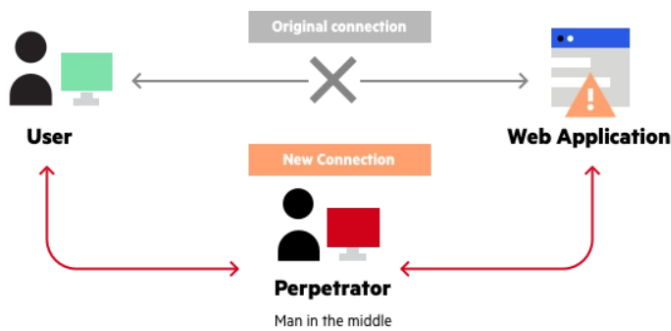 Original connection
User
Web Application
New Connection
Perpetrator
Man in the middle